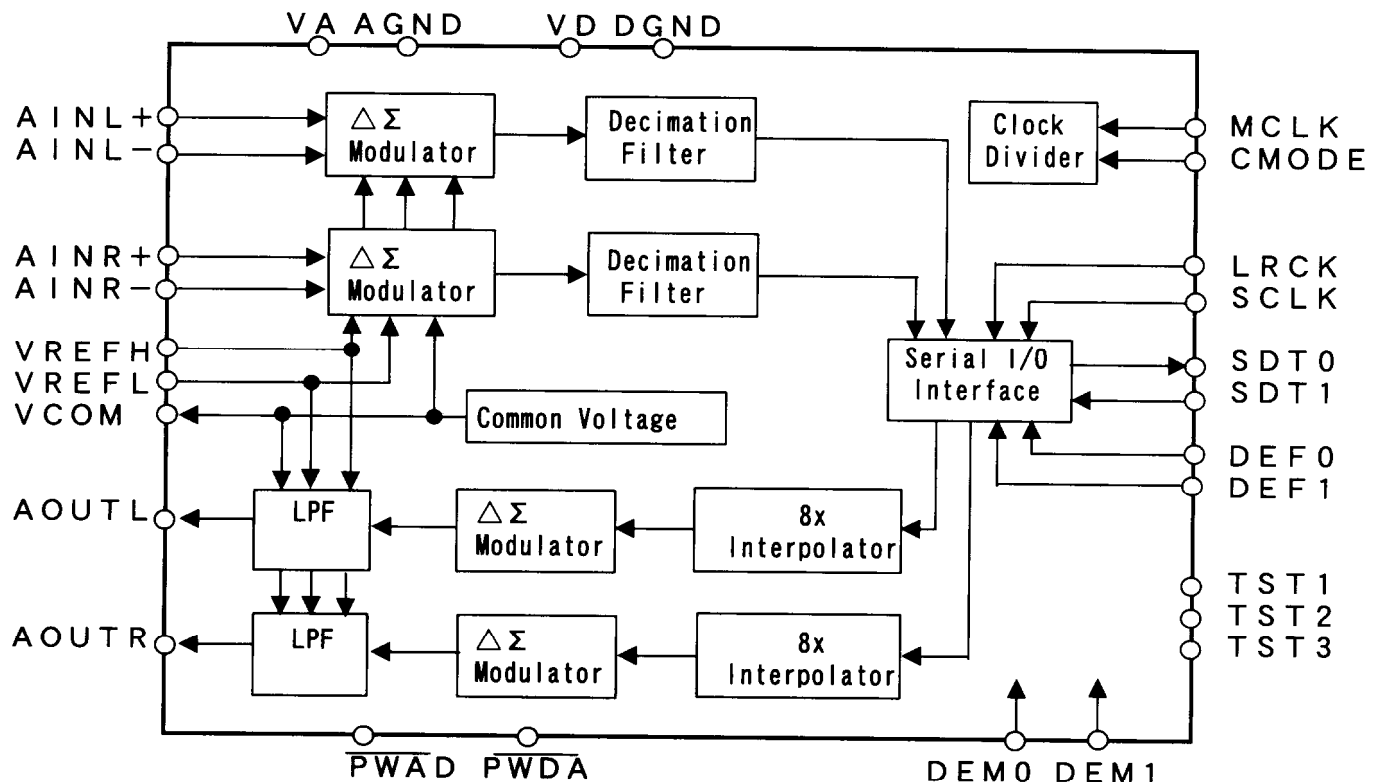 VA AGND VD DGND
AINL+
AINL-
ΔΣ
Modulator
Decimation
Filter
Clock
Divider
MCLK
CMODE
AINR+
AINR-
ΔΣ
Modulator
Decimation
Filter
LRCK
SCLK
VREFH
VREFL
VCOM
Common Voltage
Serial I/O
Interface
SDTO
SDT1
DEF0
DEF1
AOUTL
LPF
ΔΣ
Modulator
8x
Interpolator
TST1
TST2
TST3
AOUTR
LPF
ΔΣ
Modulator
8x
Interpolator
PWAD PWDA
DEM0 DEM1